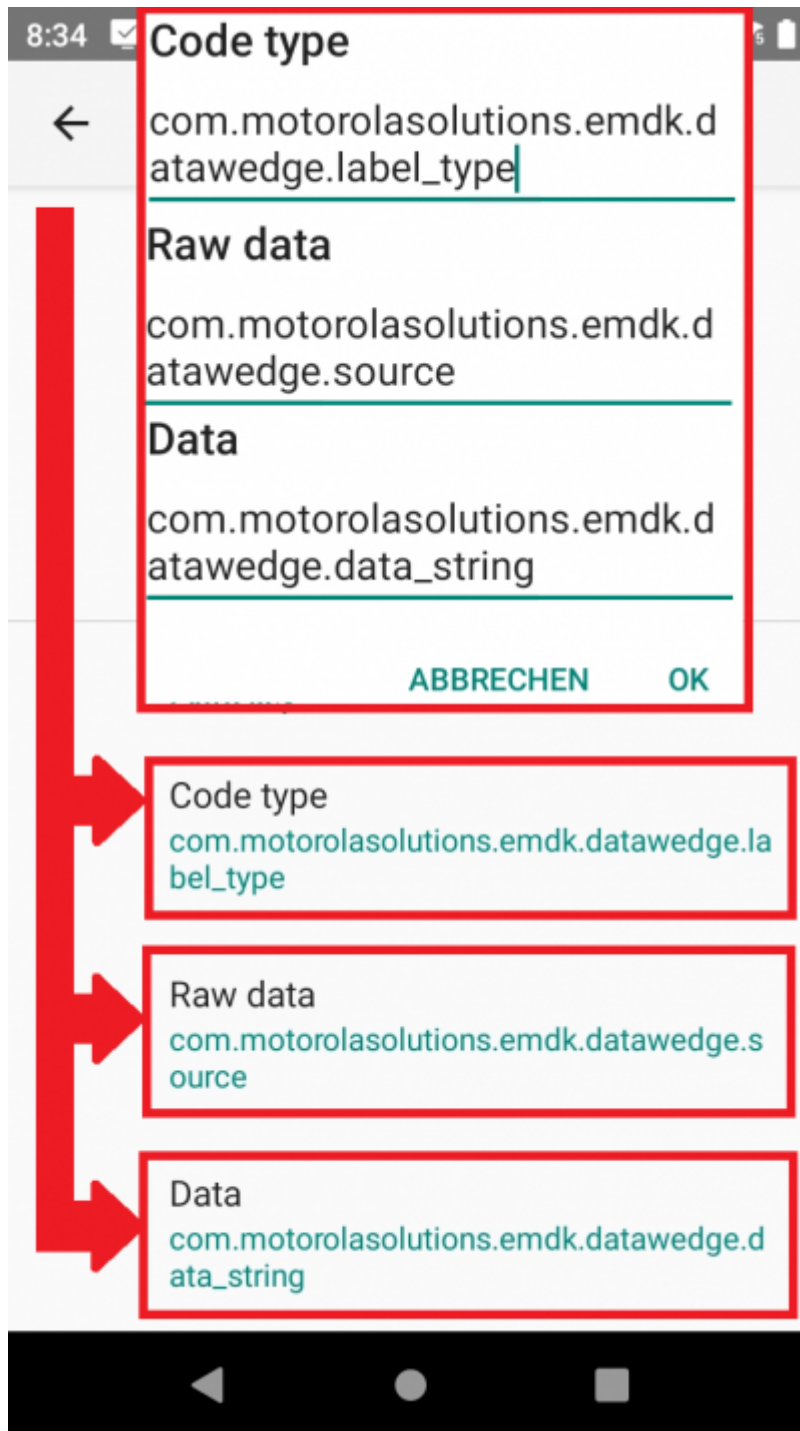 8:34
Code type
com.motorolasolutions.emdk.d
atawedge.label_type
Raw data
com.motorolasolutions.emdk.d
atawedge.source
Data
com.motorolasolutions.emdk.d
atawedge.data_string
ABBRECHEN OK
Code type
com.motorolasolutions.emdk.datawedge.la
bel_type
Raw data
com.motorolasolutions.emdk.datawedge.s
ource
Data
com.motorolasolutions.emdk.datawedge.d
ata_string